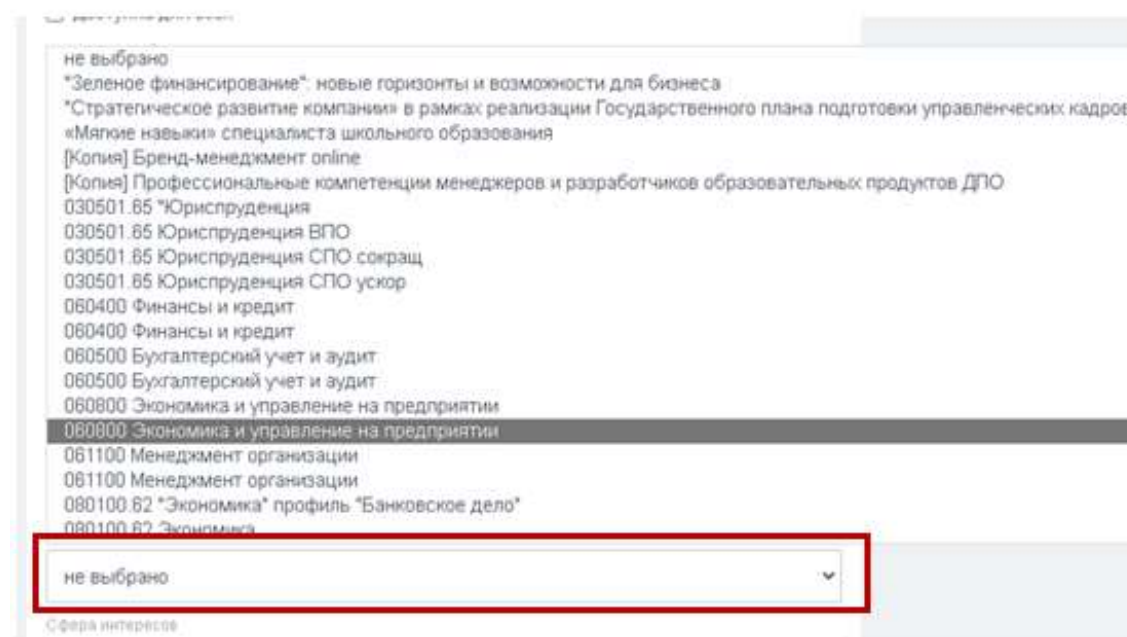 не выбрано
"Зеленое финансирование": новые горизонты и возможности для бизнеса
"Стратегическое развитие компании» в рамках реализации Государственного плана подготовки управленческих кадров
«Мягкие навыки» специалиста школьного образования
[Копия] Бренд-менеджмент online
[Копия] Профессиональные компетенции менеджеров и разработчиков образовательных продуктов ДПО
030501.65 "Юриспруденция
030501.65 Юриспруденция ВПО
030501.65 Юриспруденция СПО сокращ
030501.65 Юриспруденция СПО ускор
060400 Финансы и кредит
060400 Финансы и кредит
060500 Бухгалтерский учет и аудит
060500 Бухгалтерский учет и аудит
060800 Экономика и управление на предприятии
060800 Экономика и управление на предприятии
061100 Менеджмент организации
061100 Менеджмент организации
080100.62 "Экономика" профиль "Банковское дело"
080100.62 Экономика
не выбрано
Сфера интересов